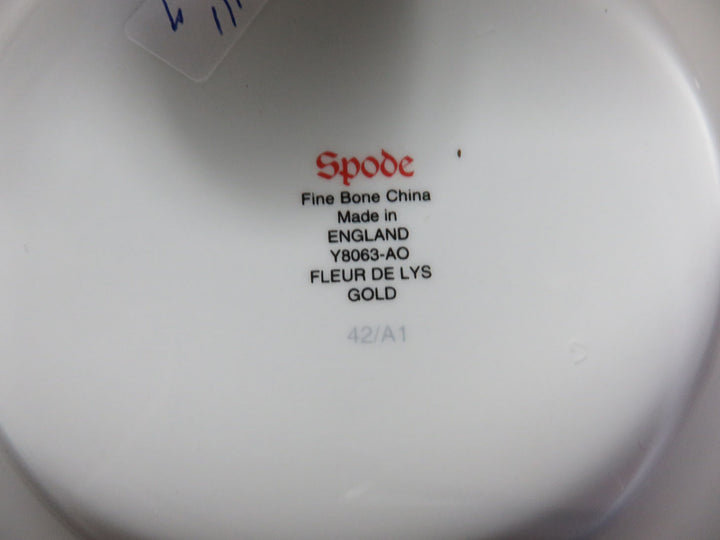 Spode
Fine Bone China
Made in
ENGLAND
Y8063-AO
FLEUR DE LYS
GOLD
42/A1